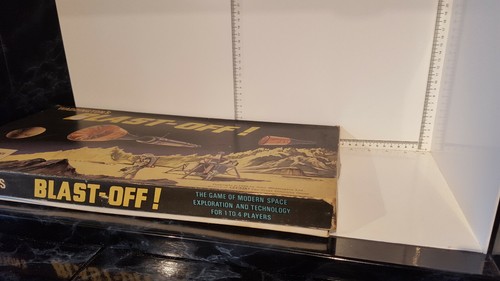 BLAST-OFF!
S
BLAST-OFF!
THE GAME OF MODERN SPACE
EXPLORATION AND TECHNOLOGY
FOR 1 TO 4 PLAYERS